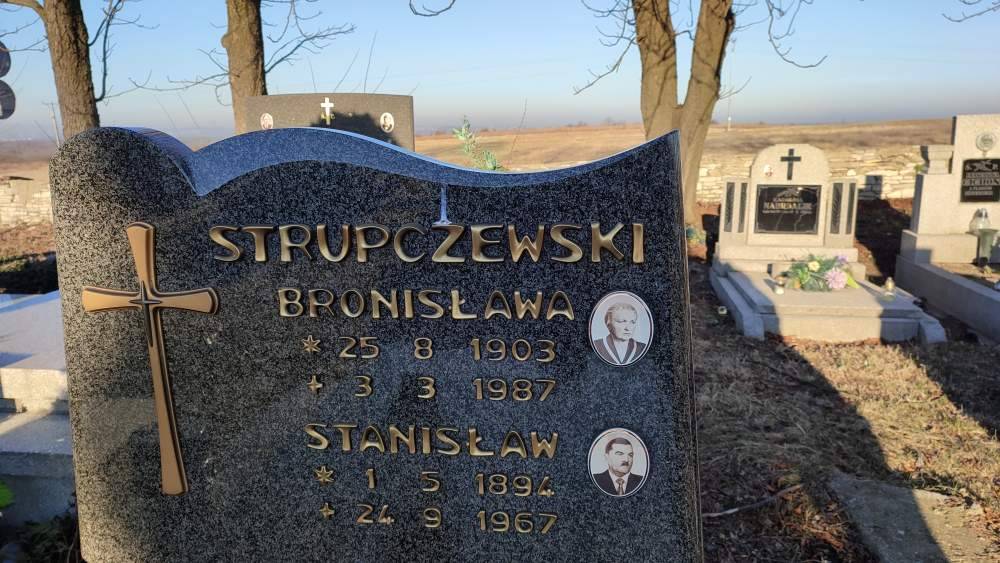 STRUPCZEWSKI
BRONISŁAWA
* 25 8 1903
+ 3 3 1987
STANISŁAW
* 1 5 1894
+ 24 9 1967